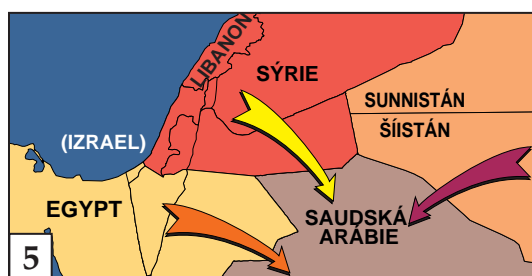 LIBANON
SÝRIE
SUNNISTÁN
ŠÍISTÁN
(IZRAEL)
EGYPT
SAUDSKÁ
ARÁBIE
5